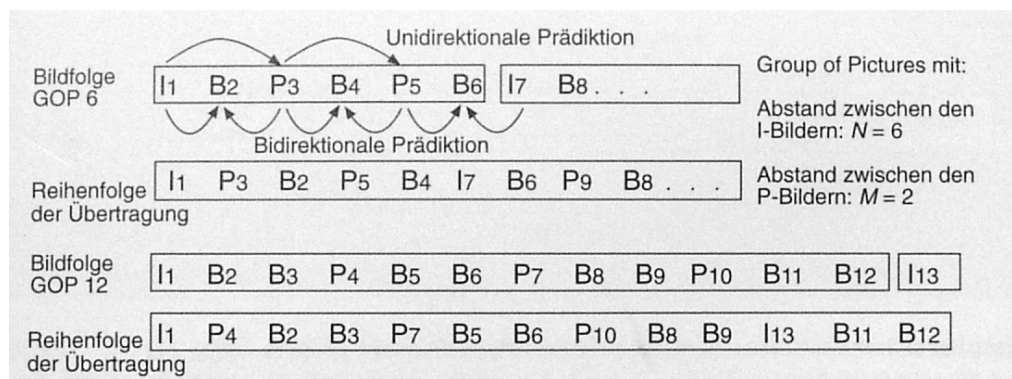 Unidirektionale Prädiktion
Bildfolge
GOP 6
I1 B2 P3 B4 P5 B6 I7 B8 . . .
Bidirektionale Prädiktion
Group of Pictures mit:
Abstand zwischen den
I-Bildern: N = 6
Reihenfolge
der Übertragung
I1 P3 B2 P5 B4 I7 B6 P9 B8 . . .
Abstand zwischen den
P-Bildern: M = 2
Bildfolge
GOP 12
I1 B2 B3 P4 B5 B6 P7 B8 B9 P10 B11 B12 I13
Reihenfolge
der Übertragung
I1 P4 B2 B3 P7 B5 B6 P10 B8 B9 I13 B11 B12